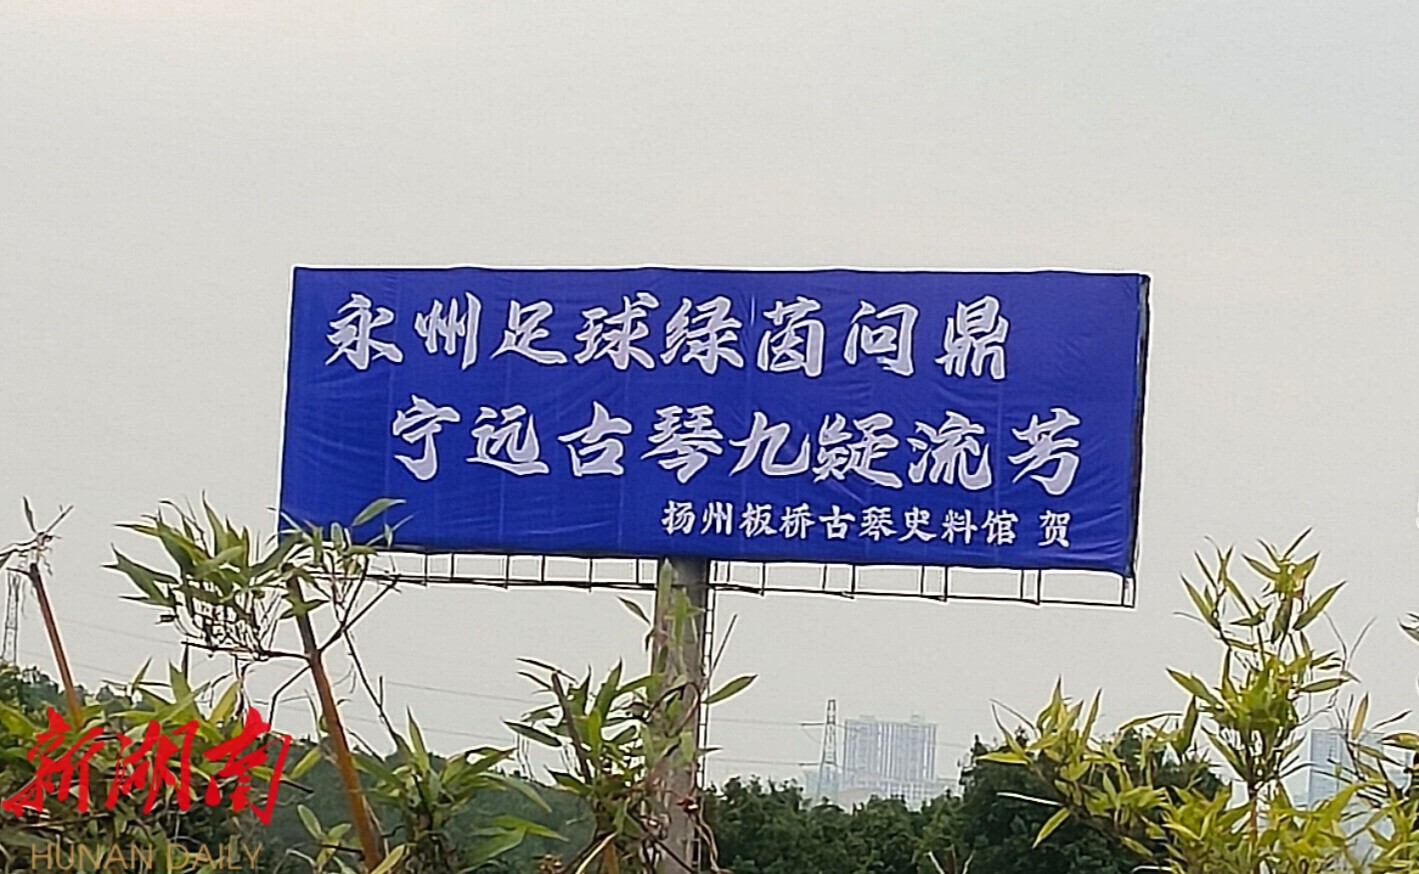 永州足球绿茵问鼎
宁远古琴九疑流芳
扬州板桥古琴史料馆 贺
新湖南
HUNAN DAILY